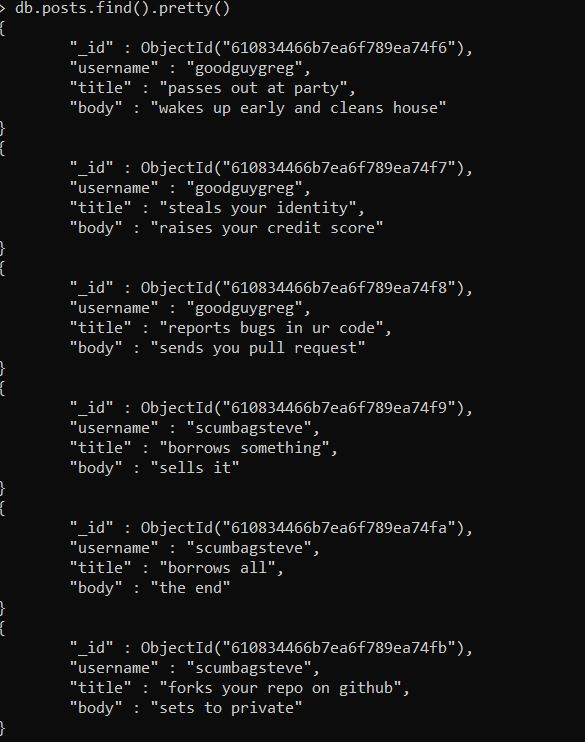 > db.posts.find().pretty()
{
"_id" : ObjectId("610834466b7ea6f789ea74f6"),
"username" : "goodguygreg",
"title" : "passes out at party",
"body" : "wakes up early and cleans house"
}
{
"_id" : ObjectId("610834466b7ea6f789ea74f7"),
"username" : "goodguygreg",
"title" : "steals your identity",
"body" : "raises your credit score"
}
{
"_id" : ObjectId("610834466b7ea6f789ea74f8"),
"username" : "goodguygreg",
"title" : "reports bugs in ur code",
"body" : "sends you pull request"
}
{
"_id" : ObjectId("610834466b7ea6f789ea74f9"),
"username" : "scumbagsteve",
"title" : "borrows something",
"body" : "sells it"
}
{
"_id" : ObjectId("610834466b7ea6f789ea74fa"),
"username" : "scumbagsteve",
"title" : "borrows all",
"body" : "the end"
}
{
"_id" : ObjectId("610834466b7ea6f789ea74fb"),
"username" : "scumbagsteve",
"title" : "forks your repo on github",
"body" : "sets to private"
}